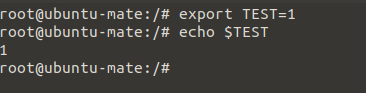 root@ubuntu-mate:/# export TEST=1
root@ubuntu-mate:/# echo $TEST
1
root@ubuntu-mate:/#